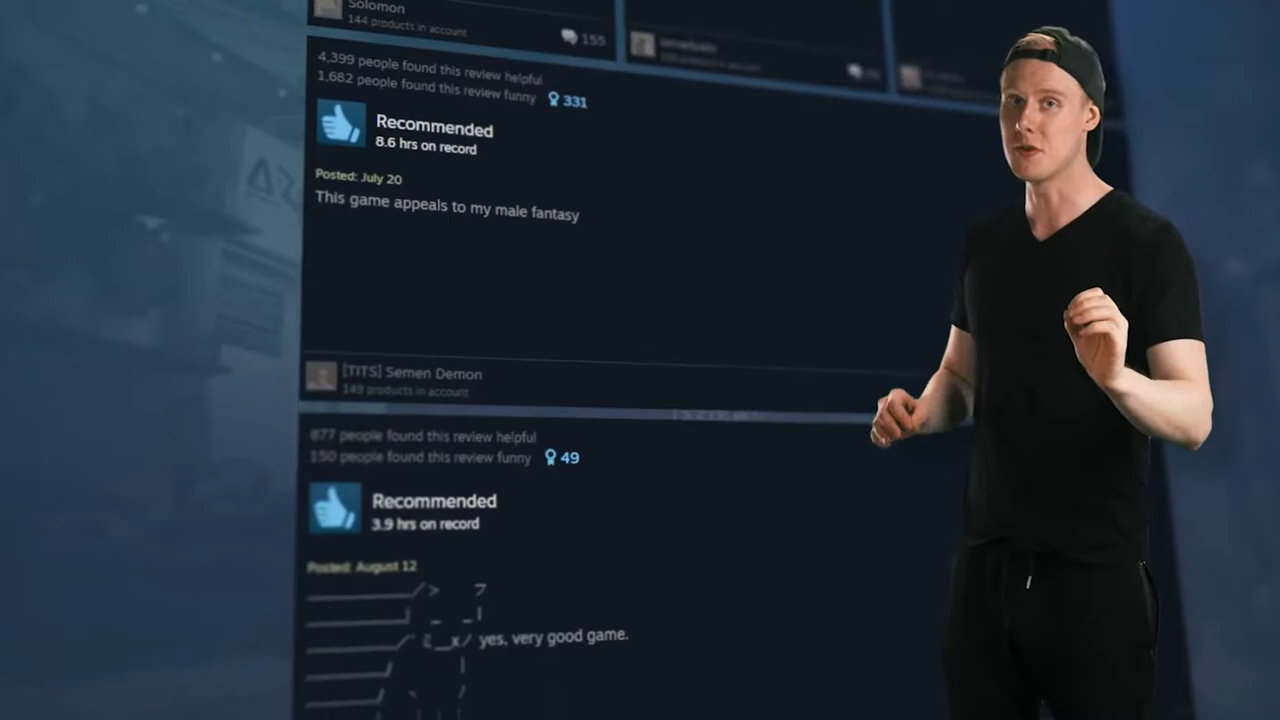 Solomon
144 products in account
155
4,399 people found this review helpful
1,682 people found this review funny 331
Recommended
8.6 hrs on record
Posted: July 20
This game appeals to my male fantasy
[TITS] Semen Demon
149 products in account
877 people found this review helpful
150 people found this review funny 49
Recommended
3.9 hrs on record
Posted: August 12
yes, very good game.